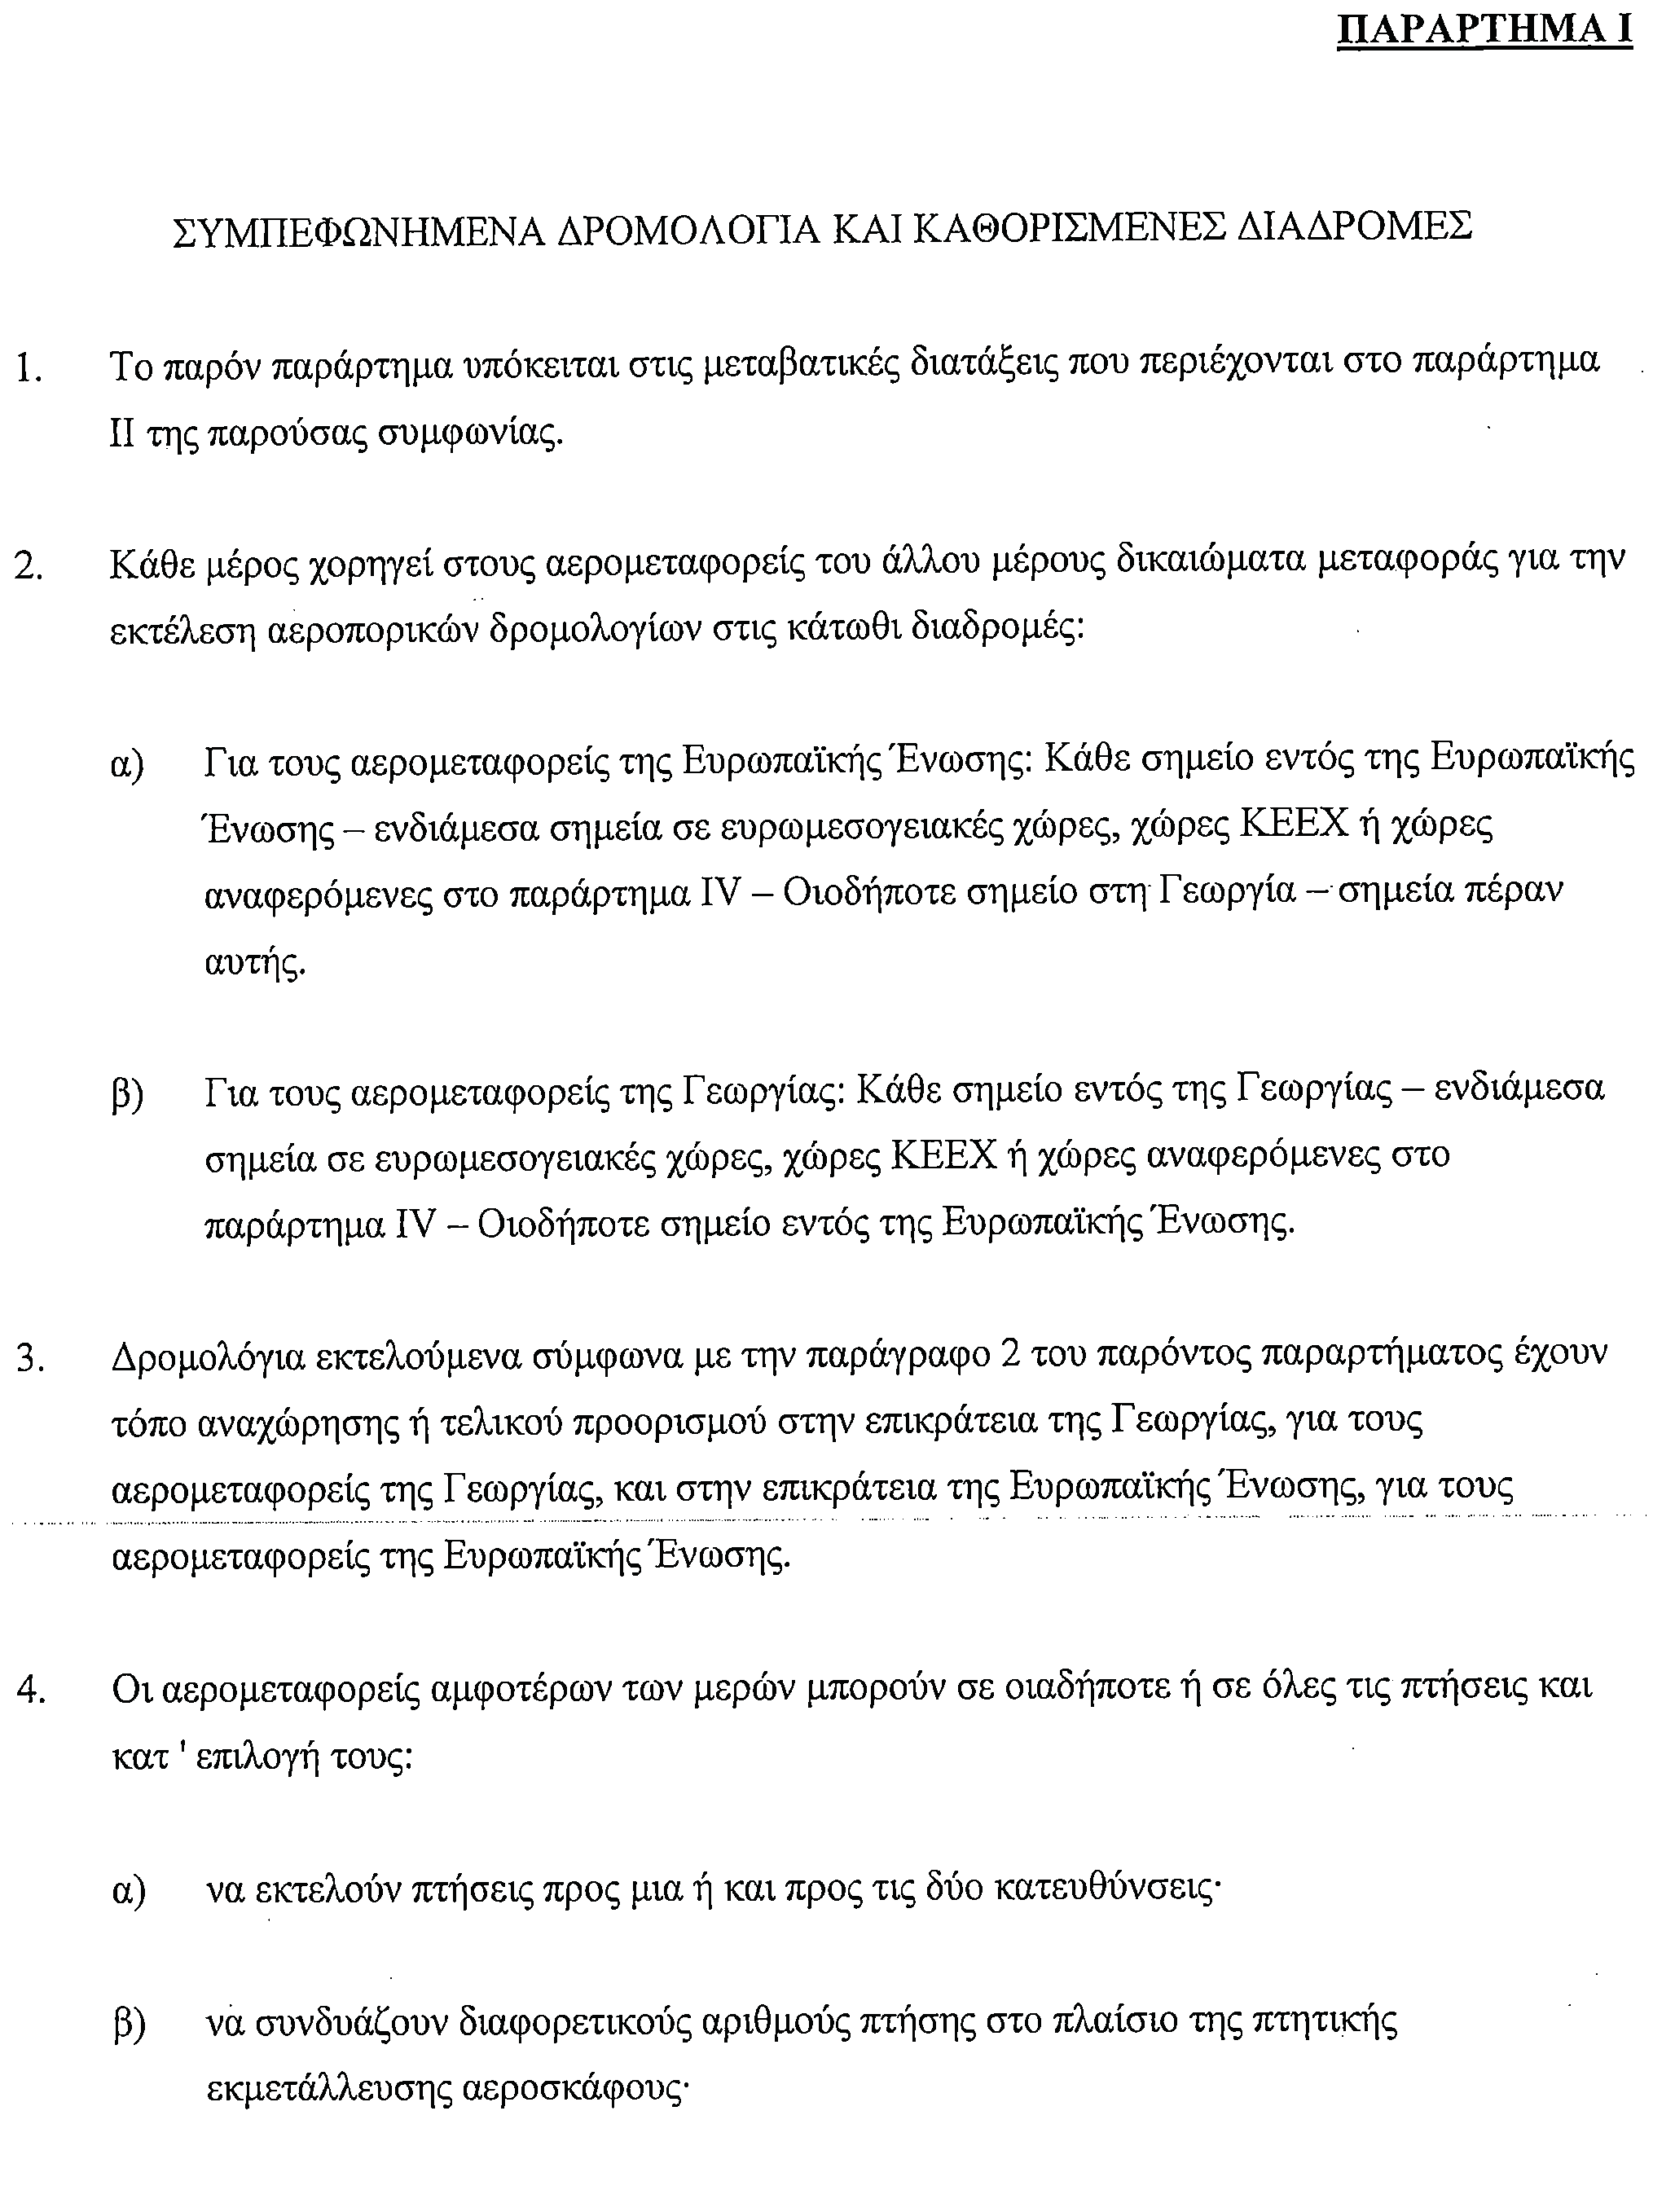 ΠΑΡΑΡΤΗΜΑ Ι
ΣΥΜΠΕΦΩΝΗΜΕΝΑ ΔΡΟΜΟΛΟΓΙΑ ΚΑΙ ΚΑΘΟΡΙΣΜΕΝΕΣ ΔΙΑΔΡΟΜΕΣ
1. Το παρόν παράρτημα υπόκειται στις μεταβατικές διατάξεις που περιέχονται στο παράρτημα
ΙΙ της παρούσας συμφωνίας.
2. Κάθε μέρος χορηγεί στους αερομεταφορείς του άλλου μέρους δικαιώματα μεταφοράς για την
εκτέλεση αεροπορικών δρομολογίων στις κάτωθι διαδρομές:
α) Για τους αερομεταφορείς της Ευρωπαϊκής Ένωσης: Κάθε σημείο εντός της Ευρωπαϊκής
Ένωσης – ενδιάμεσα σημεία σε ευρωμεσογειακές χώρες, χώρες ΚΕΕΧ ή χώρες
αναφερόμενες στο παράρτημα IV – Οιοδήποτε σημείο στη Γεωργία – σημεία πέραν
αυτής.
β) Για τους αερομεταφορείς της Γεωργίας: Κάθε σημείο εντός της Γεωργίας – ενδιάμεσα
σημεία σε ευρωμεσογειακές χώρες, χώρες ΚΕΕΧ ή χώρες αναφερόμενες στο
παράρτημα IV – Οιοδήποτε σημείο εντός της Ευρωπαϊκής Ένωσης.
3. Δρομολόγια εκτελούμενα σύμφωνα με την παράγραφο 2 του παρόντος παραρτήματος έχουν
τόπο αναχώρησης ή τελικού προορισμού στην επικράτεια της Γεωργίας, για τους
αερομεταφορείς της Γεωργίας, και στην επικράτεια της Ευρωπαϊκής Ένωσης, για τους
αερομεταφορείς της Ευρωπαϊκής Ένωσης.
4. Οι αερομεταφορείς αμφοτέρων των μερών μπορούν σε οιαδήποτε ή σε όλες τις πτήσεις και
κατ ' επιλογή τους:
α) να εκτελούν πτήσεις προς μια ή και προς τις δύο κατευθύνσεις·
β) να συνδυάζουν διαφορετικούς αριθμούς πτήσης στο πλαίσιο της πτητικής
εκμετάλλευσης αεροσκάφους·